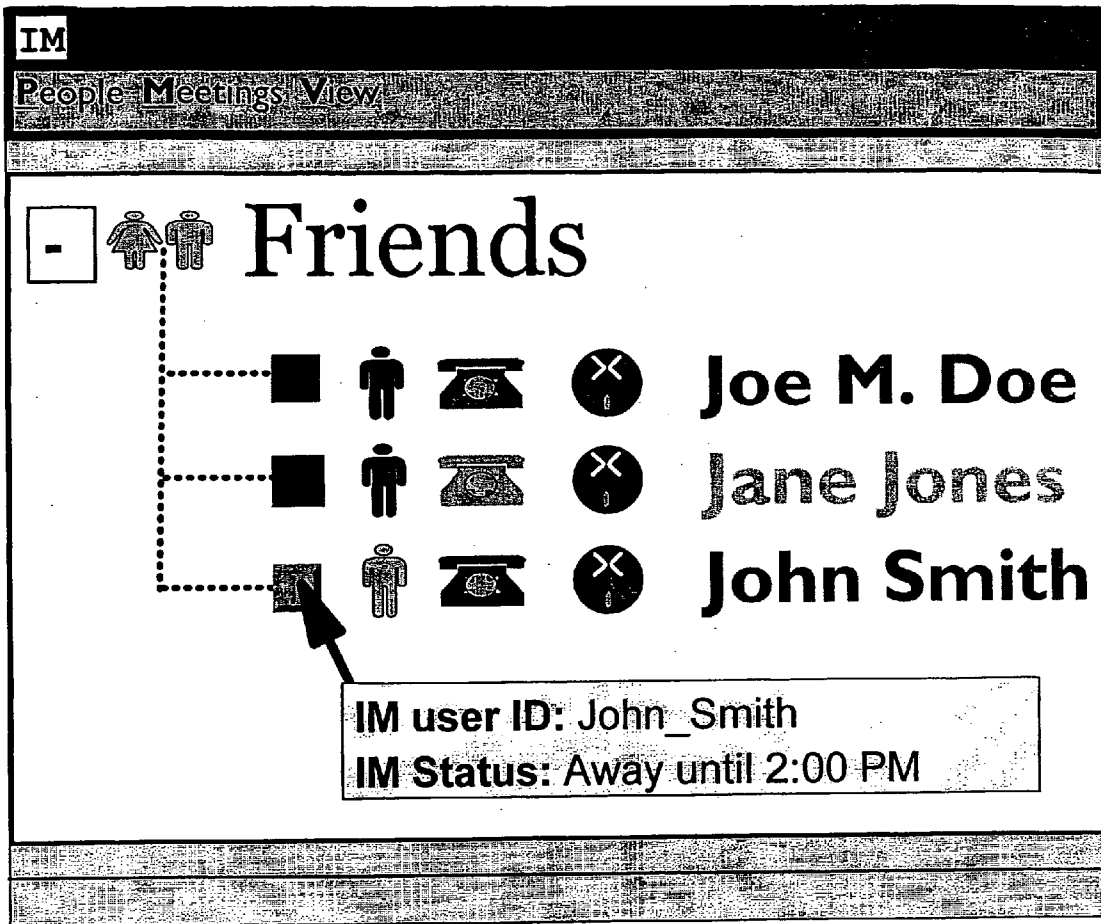 IM
People Meetings View
- Friends
Joe M. Doe
Jane Jones
John Smith
IM user ID: John_Smith
IM Status: Away until 2:00 PM